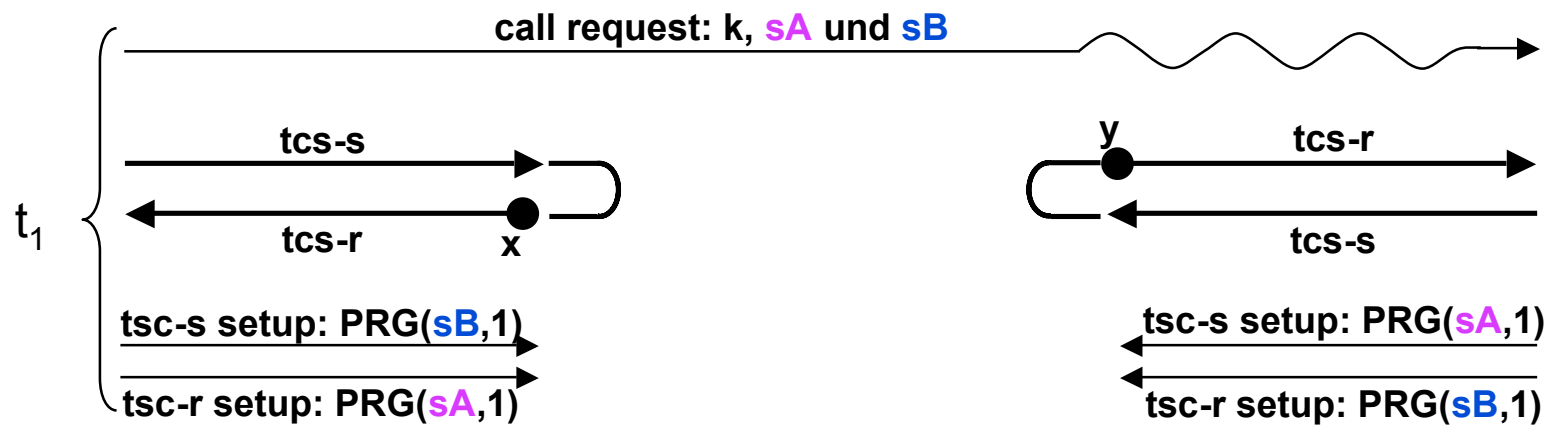 call request: k, sA und sB
tcs-s
y
tcs-r
t1
tcs-r
x
tcs-s
tsc-s setup: PRG(sB,1)
tsc-s setup: PRG(sA,1)
tsc-r setup: PRG(sA,1)
tsc-r setup: PRG(sB,1)